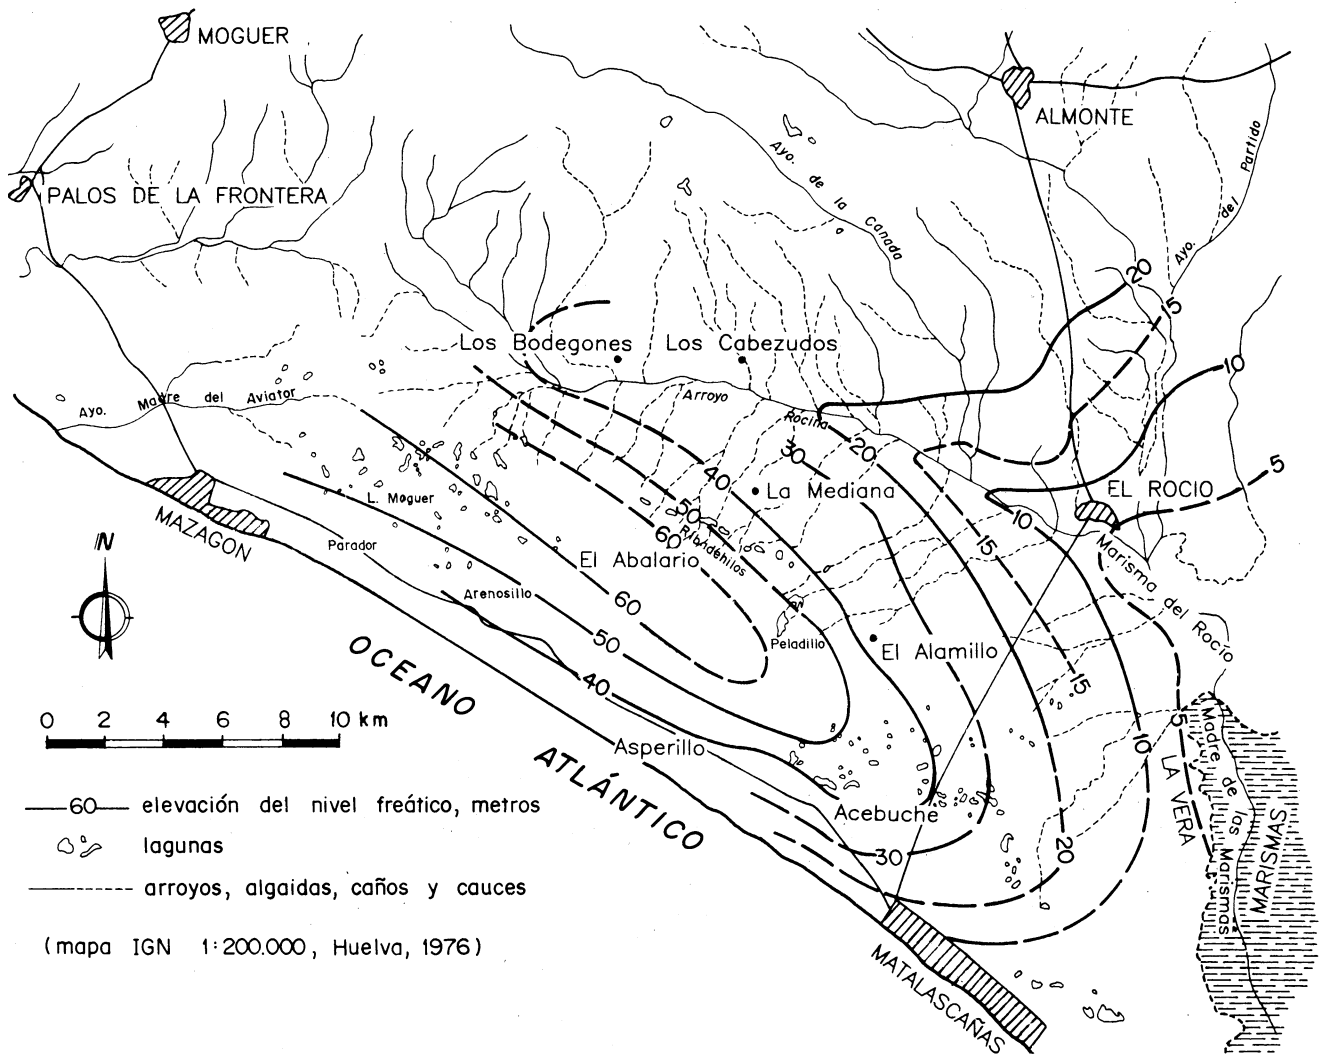 MOGUER
ALMONTE
PALOS DE LA FRONTERA
Ayo. de la Canada
Ayo. del Partido
20
5
Los Bodegones
Los Cabezudos
10
Ayo. Madre del Aviator
Arroyo Rocina
20
30
40
5
L. Moguer
La Mediana
EL ROCIO
50
10
MAZAGON
Parador
60
Ribandehilos
15
Marisma del Rocio
N
El Abalario
Arenosillo
60
Peladillo
El Alamillo
50
15
40
OCEANO
ATLÁNTICO
0 2 4 6 8 10 km
Asperillo
5
10
Madre de las Marismas
LA VERA
MARISMAS
Acebuche
30
20
—60— elevación del nivel freático, metros
lagunas
arroyos, algaidas, caños y cauces
(mapa IGN 1:200.000, Huelva, 1976)
MATALASCAÑAS